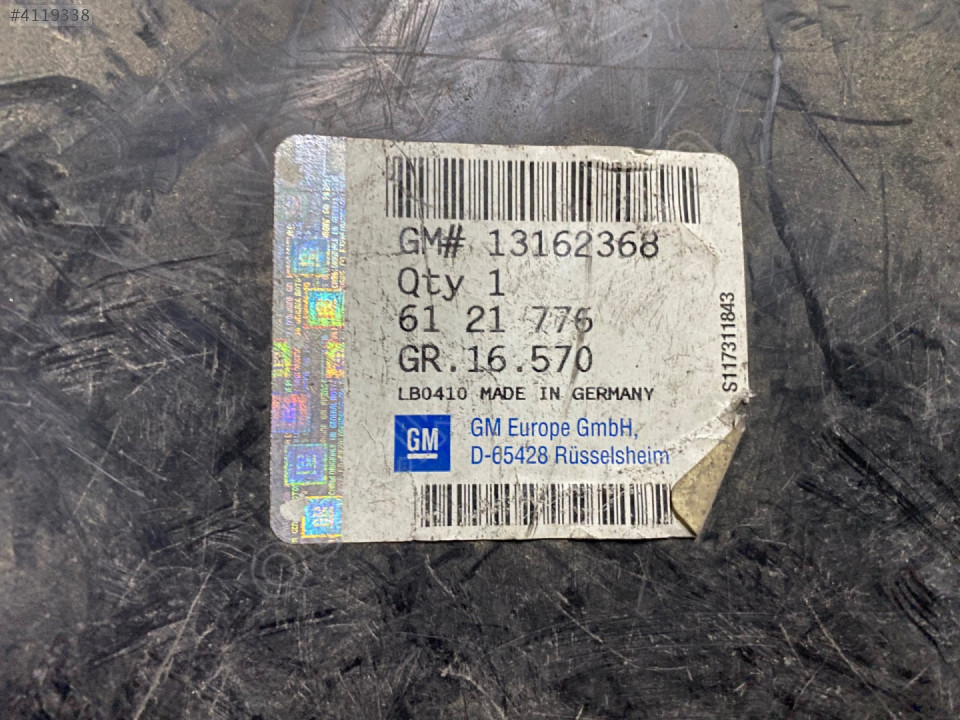 #4119338
GM# 13162368
Qty 1
61 21 776
GR.16.570
LB0410 MADE IN GERMANY
GM
GM Europe GmbH,
D-65428 Rüsselsheim
S117311843